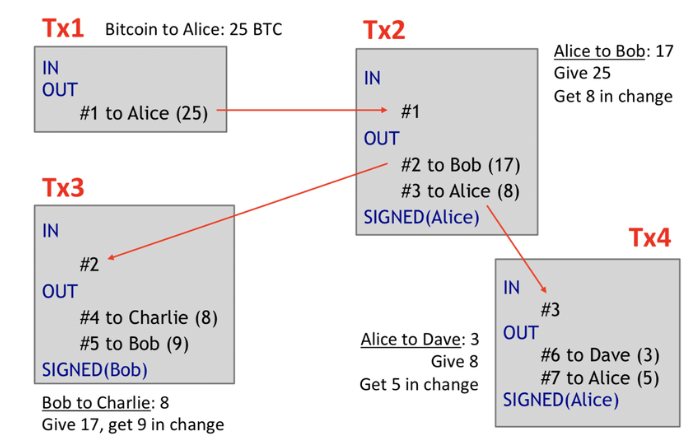 Tx1
Bitcoin to Alice: 25 BTC
IN
OUT
#1 to Alice (25)
Tx2
IN
#1
OUT
#2 to Bob (17)
#3 to Alice (8)
SIGNED(Alice)
Alice to Bob: 17
Give 25
Get 8 in change
Tx3
IN
#2
OUT
#4 to Charlie (8)
#5 to Bob (9)
SIGNED(Bob)
Bob to Charlie: 8
Give 17, get 9 in change
Tx4
IN
#3
OUT
#6 to Dave (3)
#7 to Alice (5)
SIGNED(Alice)
Alice to Dave: 3
Give 8
Get 5 in change